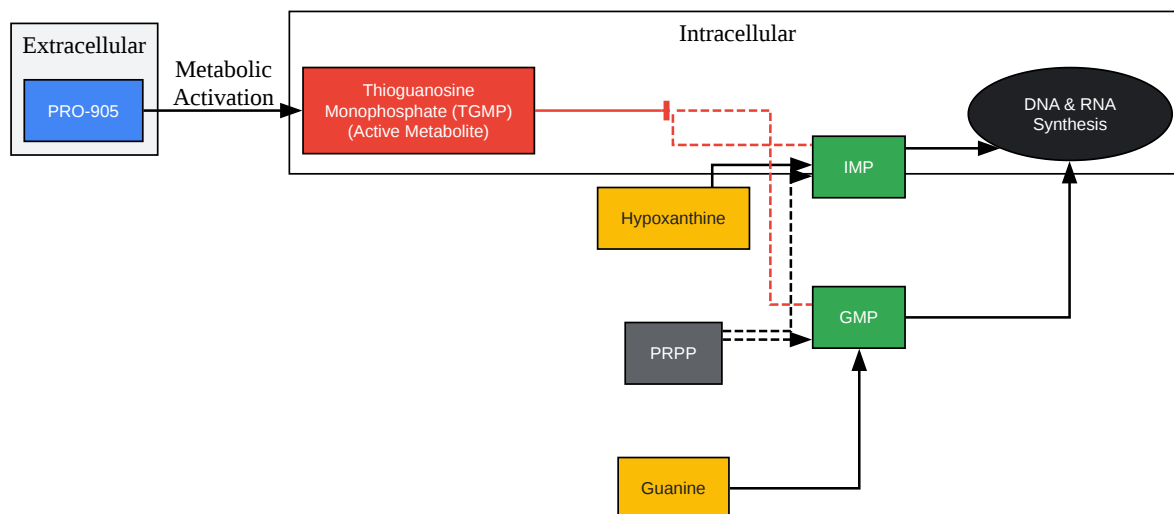 Extracellular
PRO-905
Metabolic
Activation
Intracellular
Thioguanosine
Monophosphate (TGMP)
(Active Metabolite)
DNA & RNA
Synthesis
IMP
Hypoxanthine
GMP
PRPP
Guanine